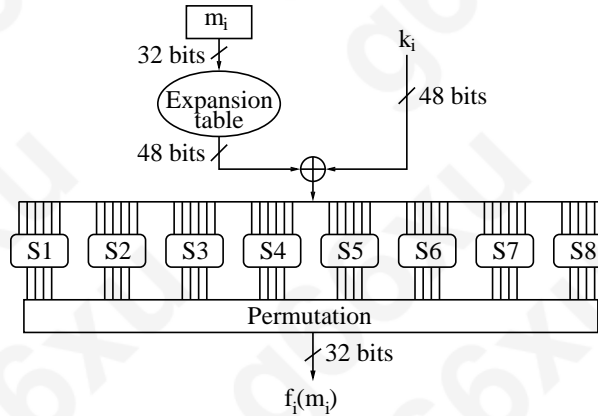 m_i
k_i
32 bits
Expansion
table
48 bits
48 bits
S1 S2 S3 S4 S5 S6 S7 S8
Permutation
32 bits
f_i(m_i)
g6o6xu